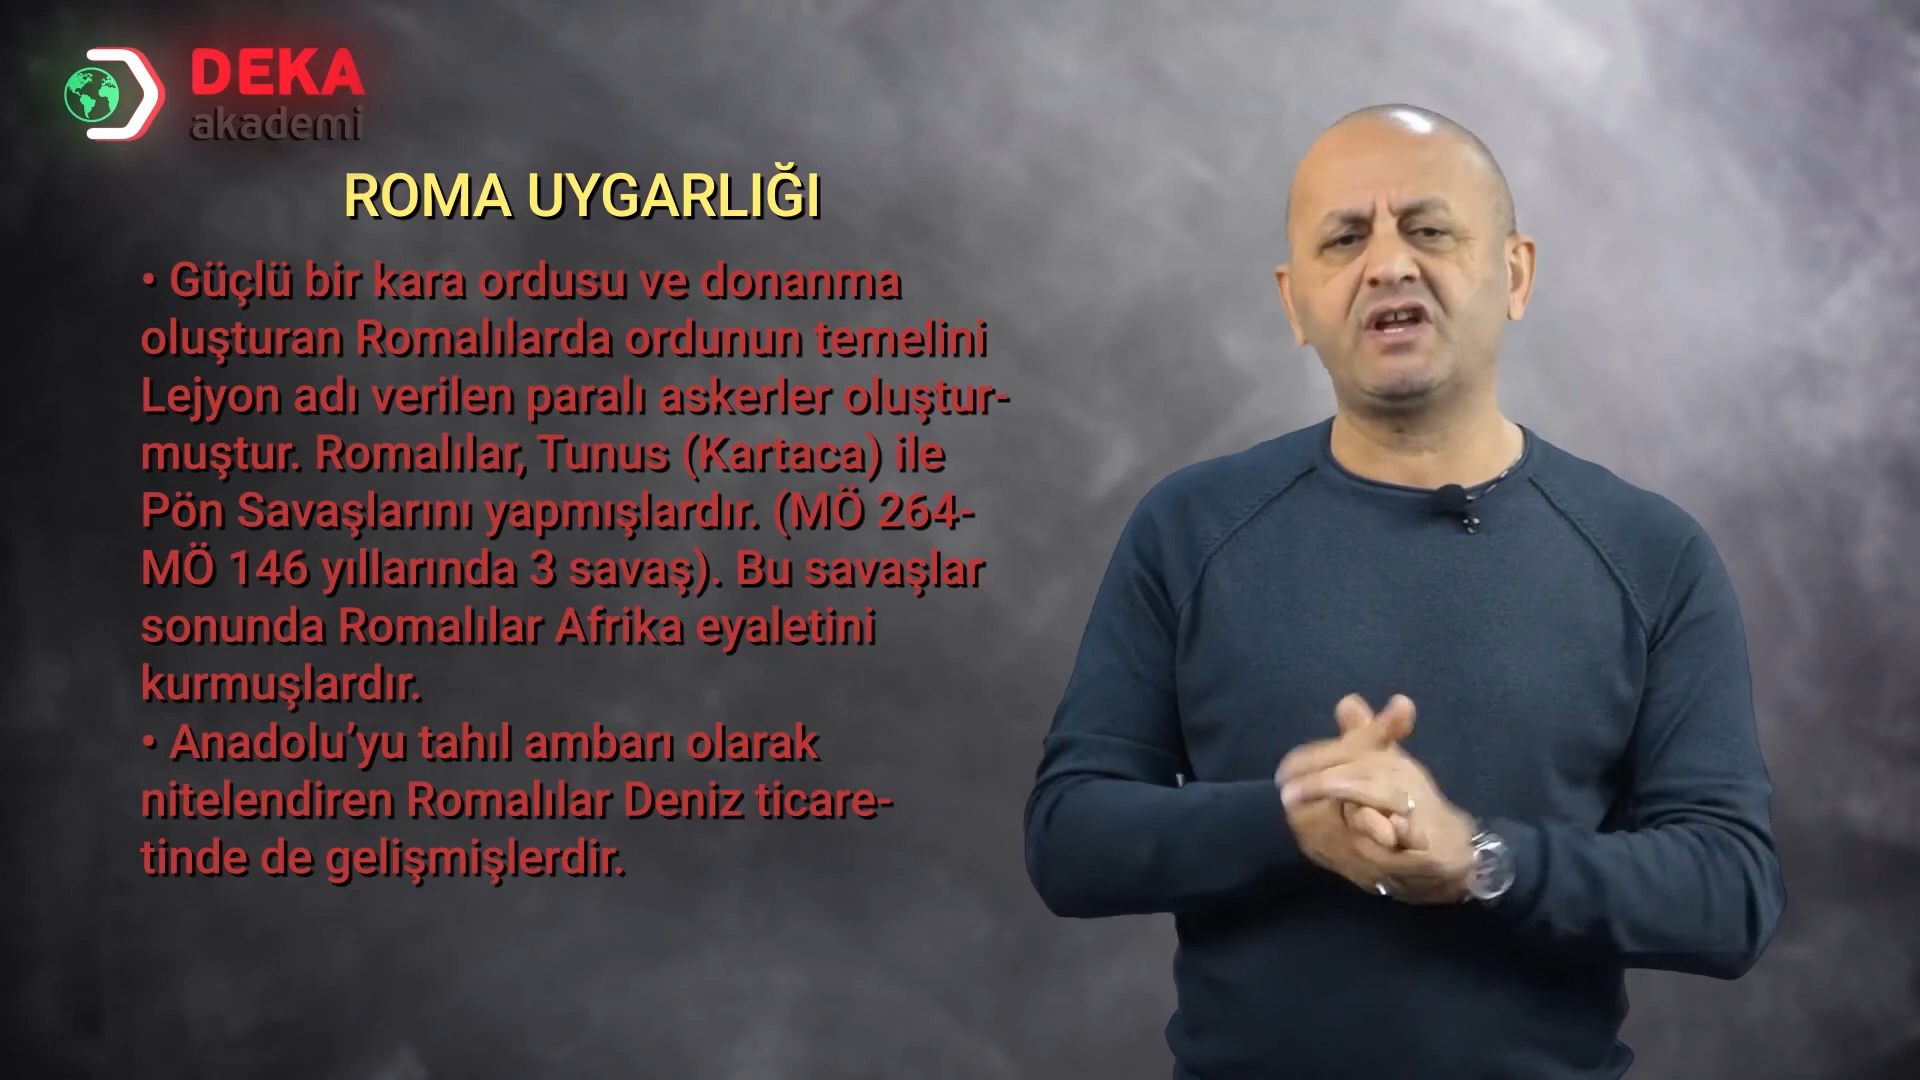 DEKA
akademi
ROMA UYGARLIĞI
• Güçlü bir kara ordusu ve donanma
oluşturan Romalılarda ordunun temelini
Lejyon adı verilen paralı askerler oluştur-
muştur. Romalılar, Tunus (Kartaca) ile
Pön Savaşlarını yapmışlardır. (MÖ 264-
MÖ 146 yıllarında 3 savaş). Bu savaşlar
sonunda Romalılar Afrika eyaletini
kurmuşlardır.
• Anadolu’yu tahıl ambarı olarak
nitelendiren Romalılar Deniz ticare-
tinde de gelişmişlerdir.